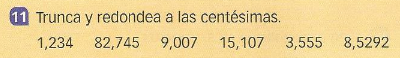 11 Trunca y redondea a las centésimas.
1,234 82,745 9,007 15,107 3,555 8,5292